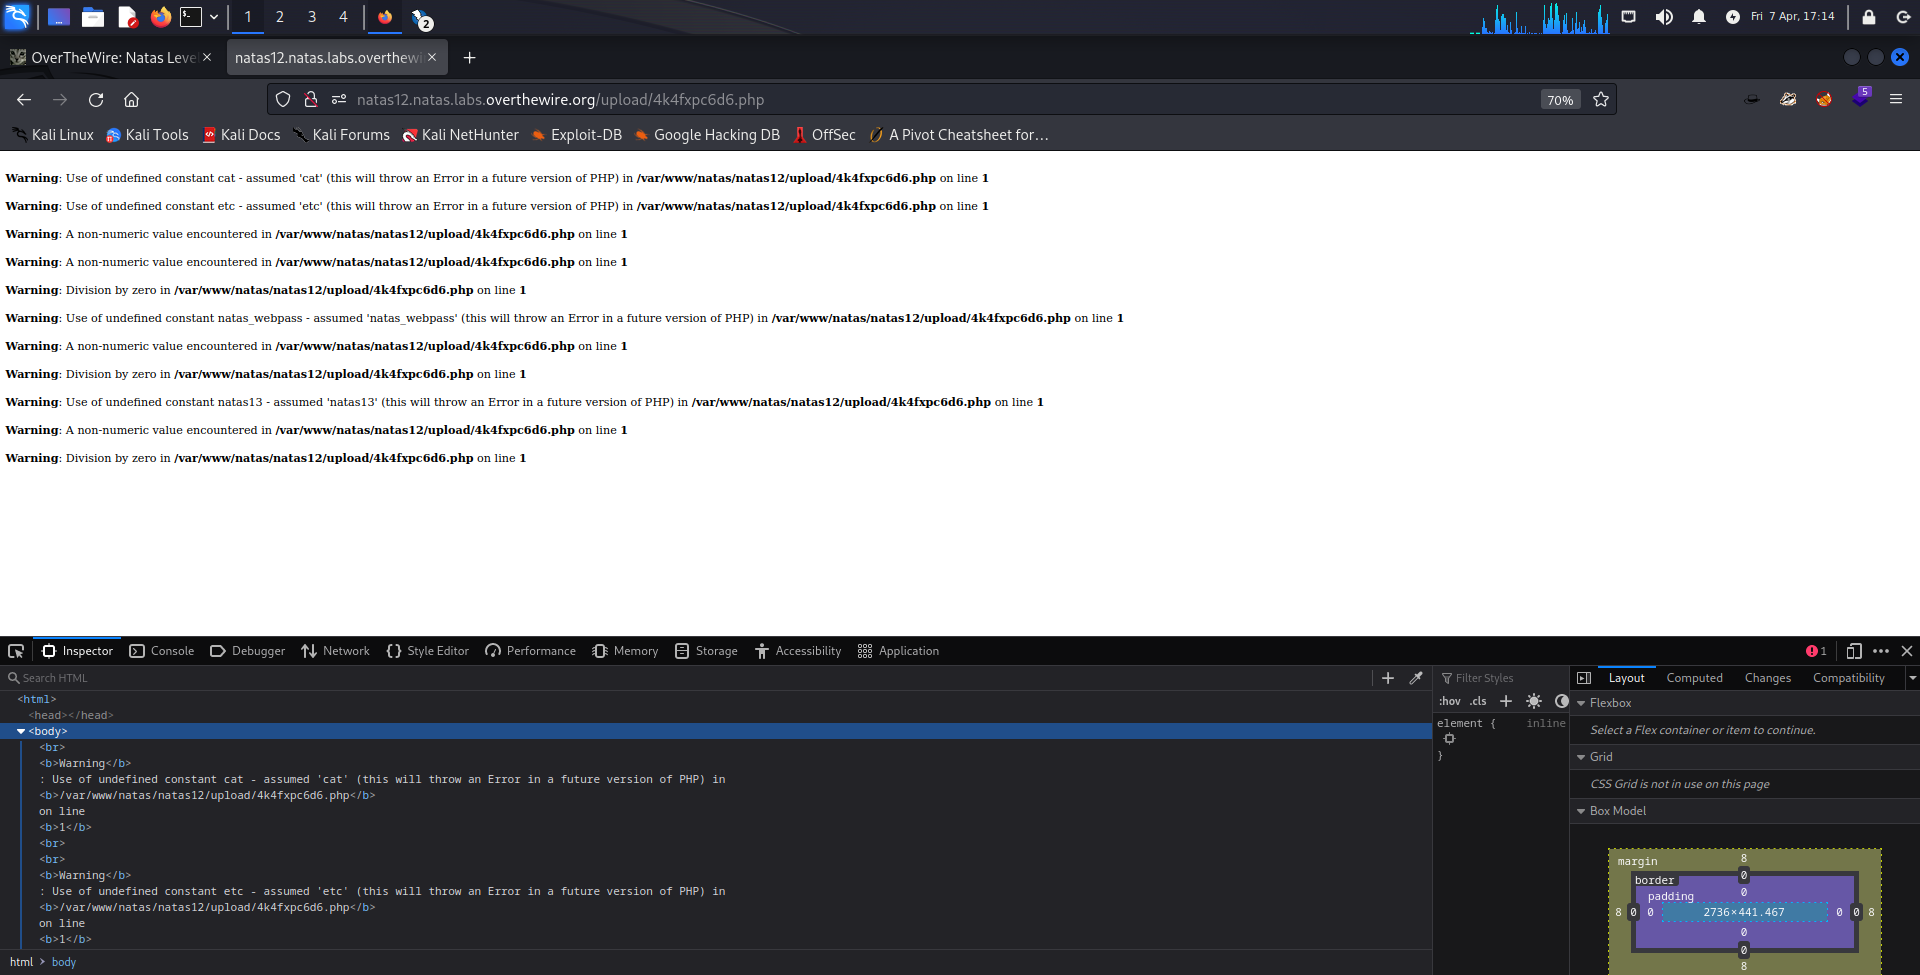 1 2 3 4 2 Fri 7 Apr, 17:14
OverTheWire: Natas Leve natas12.natas.labs.overthewi
natas12.natas.labs.overthewire.org/upload/4k4fxpc6d6.php 70% 5
Kali Linux Kali Tools Kali Docs Kali Forums Kali NetHunter Exploit-DB Google Hacking DB OffSec A Pivot Cheatsheet for…
Warning: Use of undefined constant cat - assumed 'cat' (this will throw an Error in a future version of PHP) in /var/www/natas/natas12/upload/4k4fxpc6d6.php on line 1
Warning: Use of undefined constant etc - assumed 'etc' (this will throw an Error in a future version of PHP) in /var/www/natas/natas12/upload/4k4fxpc6d6.php on line 1
Warning: A non-numeric value encountered in /var/www/natas/natas12/upload/4k4fxpc6d6.php on line 1
Warning: A non-numeric value encountered in /var/www/natas/natas12/upload/4k4fxpc6d6.php on line 1
Warning: Division by zero in /var/www/natas/natas12/upload/4k4fxpc6d6.php on line 1
Warning: Use of undefined constant natas_webpass - assumed 'natas_webpass' (this will throw an Error in a future version of PHP) in /var/www/natas/natas12/upload/4k4fxpc6d6.php on line 1
Warning: A non-numeric value encountered in /var/www/natas/natas12/upload/4k4fxpc6d6.php on line 1
Warning: Division by zero in /var/www/natas/natas12/upload/4k4fxpc6d6.php on line 1
Warning: Use of undefined constant natas13 - assumed 'natas13' (this will throw an Error in a future version of PHP) in /var/www/natas/natas12/upload/4k4fxpc6d6.php on line 1
Warning: A non-numeric value encountered in /var/www/natas/natas12/upload/4k4fxpc6d6.php on line 1
Warning: Division by zero in /var/www/natas/natas12/upload/4k4fxpc6d6.php on line 1
Inspector Console Debugger Network Style Editor Performance Memory Storage Accessibility Application 1
Search HTML
<html>
<head></head>
<body>
<br>
<b>Warning</b>
: Use of undefined constant cat - assumed 'cat' (this will throw an Error in a future version of PHP) in
<b>/var/www/natas/natas12/upload/4k4fxpc6d6.php</b>
on line
<b>1</b>
<br>
<br>
<b>Warning</b>
: Use of undefined constant etc - assumed 'etc' (this will throw an Error in a future version of PHP) in
<b>/var/www/natas/natas12/upload/4k4fxpc6d6.php</b>
on line
<b>1</b>
html > body
Filter Styles
:hov .cls
element { inline
}
Layout Computed Changes Compatibility
Flexbox
Select a Flex container or item to continue.
Grid
CSS Grid is not in use on this page
Box Model
margin 8
border 0
padding 0
8 0 0 2736×441.467 0 0 8
0
0
8